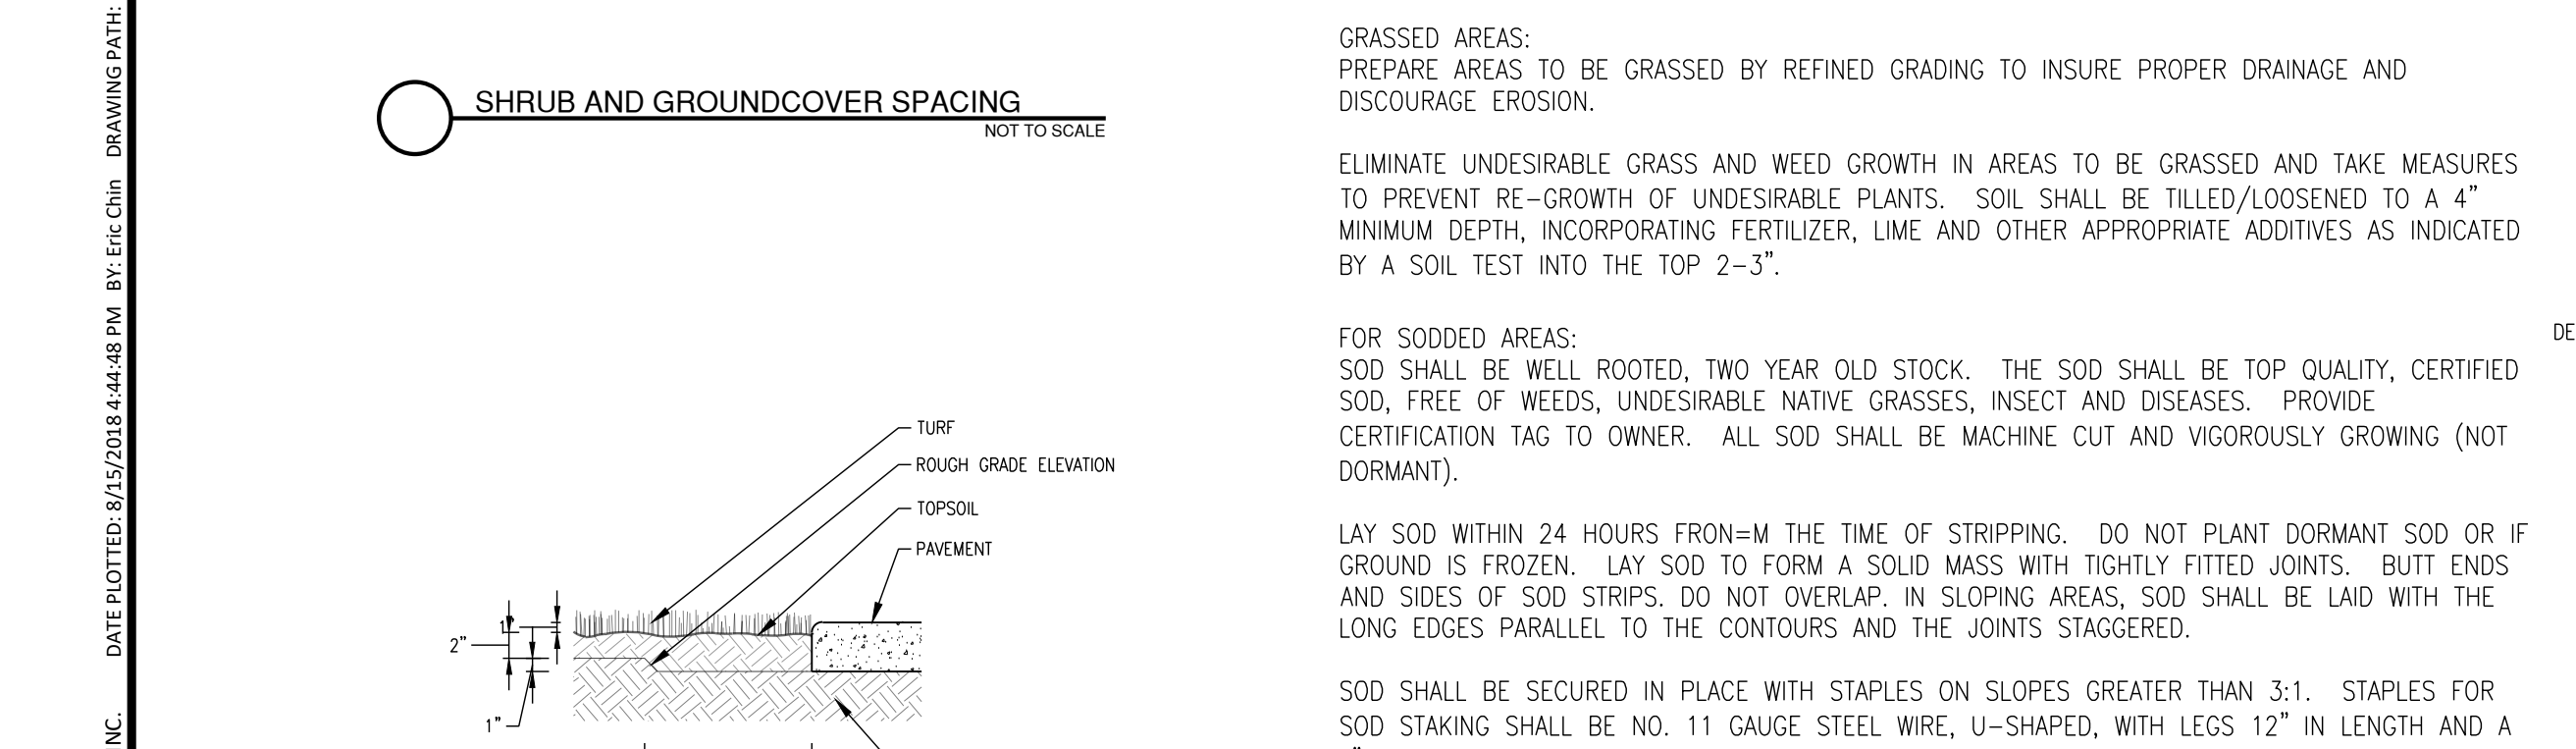 DATE PLOTTED: 8/15/2018 4:44:48 PM   BY: Eric Chin   DRAWING PATH:
INC.
SHRUB AND GROUNDCOVER SPACING
NOT TO SCALE
TURF
ROUGH GRADE ELEVATION
TOPSOIL
PAVEMENT
1"
2"
1"
GRASSED AREAS:
PREPARE AREAS TO BE GRASSED BY REFINED GRADING TO INSURE PROPER DRAINAGE AND
DISCOURAGE EROSION.
ELIMINATE UNDESIRABLE GRASS AND WEED GROWTH IN AREAS TO BE GRASSED AND TAKE MEASURES
TO PREVENT RE-GROWTH OF UNDESIRABLE PLANTS.  SOIL SHALL BE TILLED/LOOSENED TO A 4"
MINIMUM DEPTH, INCORPORATING FERTILIZER, LIME AND OTHER APPROPRIATE ADDITIVES AS INDICATED
BY A SOIL TEST INTO THE TOP 2-3".
FOR SODDED AREAS:
SOD SHALL BE WELL ROOTED, TWO YEAR OLD STOCK.  THE SOD SHALL BE TOP QUALITY, CERTIFIED
SOD, FREE OF WEEDS, UNDESIRABLE NATIVE GRASSES, INSECT AND DISEASES.  PROVIDE
CERTIFICATION TAG TO OWNER.  ALL SOD SHALL BE MACHINE CUT AND VIGOROUSLY GROWING (NOT
DORMANT).
LAY SOD WITHIN 24 HOURS FRON=M THE TIME OF STRIPPING.  DO NOT PLANT DORMANT SOD OR IF
GROUND IS FROZEN.  LAY SOD TO FORM A SOLID MASS WITH TIGHTLY FITTED JOINTS.  BUTT ENDS
AND SIDES OF SOD STRIPS. DO NOT OVERLAP. IN SLOPING AREAS, SOD SHALL BE LAID WITH THE
LONG EDGES PARALLEL TO THE CONTOURS AND THE JOINTS STAGGERED.
SOD SHALL BE SECURED IN PLACE WITH STAPLES ON SLOPES GREATER THAN 3:1.  STAPLES FOR
SOD STAKING SHALL BE NO. 11 GAUGE STEEL WIRE, U-SHAPED, WITH LEGS 12" IN LENGTH AND A
DE